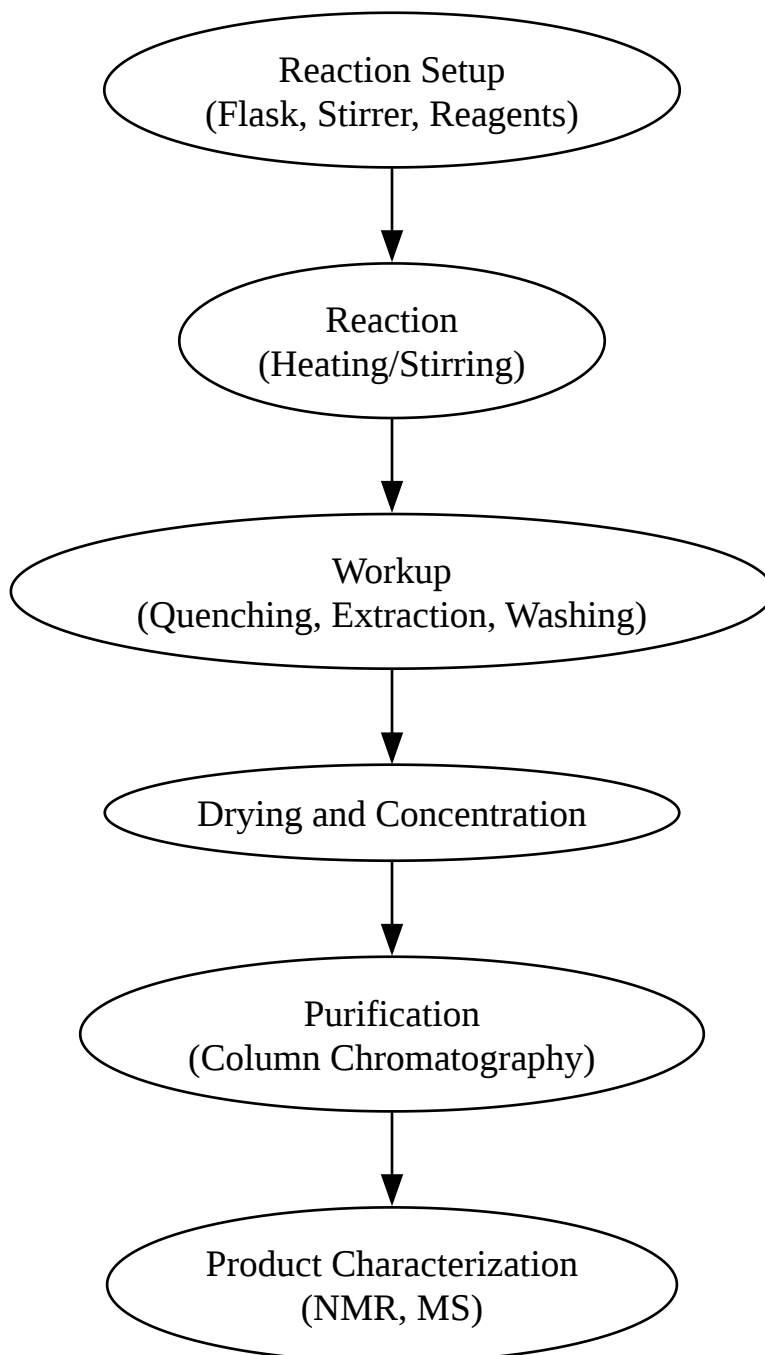 Reaction Setup
(Flask, Stirrer, Reagents)
Reaction
(Heating/Stirring)
Workup
(Quenching, Extraction, Washing)
Drying and Concentration
Purification
(Column Chromatography)
Product Characterization
(NMR, MS)